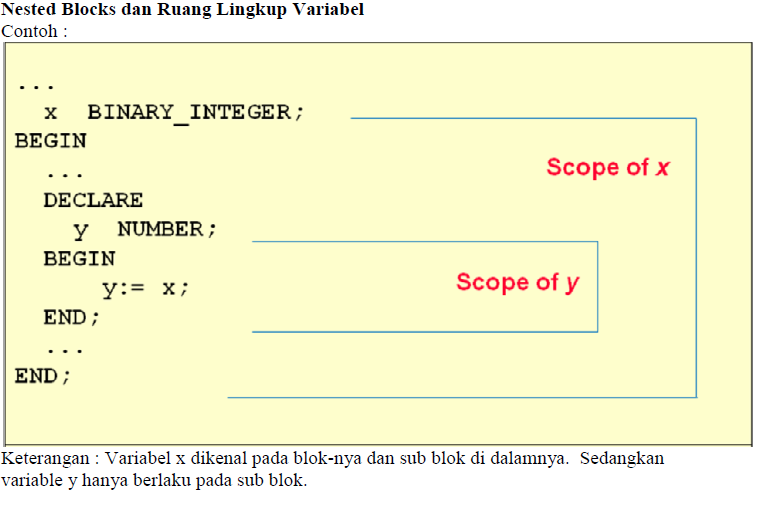 Nested Blocks dan Ruang Lingkup Variabel
Contoh :
...
x BINARY_INTEGER;
BEGIN
Scope of x
...
DECLARE
y NUMBER;
BEGIN
Scope of y
y:= x;
END;
...
END;
Keterangan : Variabel x dikenal pada blok-nya dan sub blok di dalamnya. Sedangkan
variable y hanya berlaku pada sub blok.